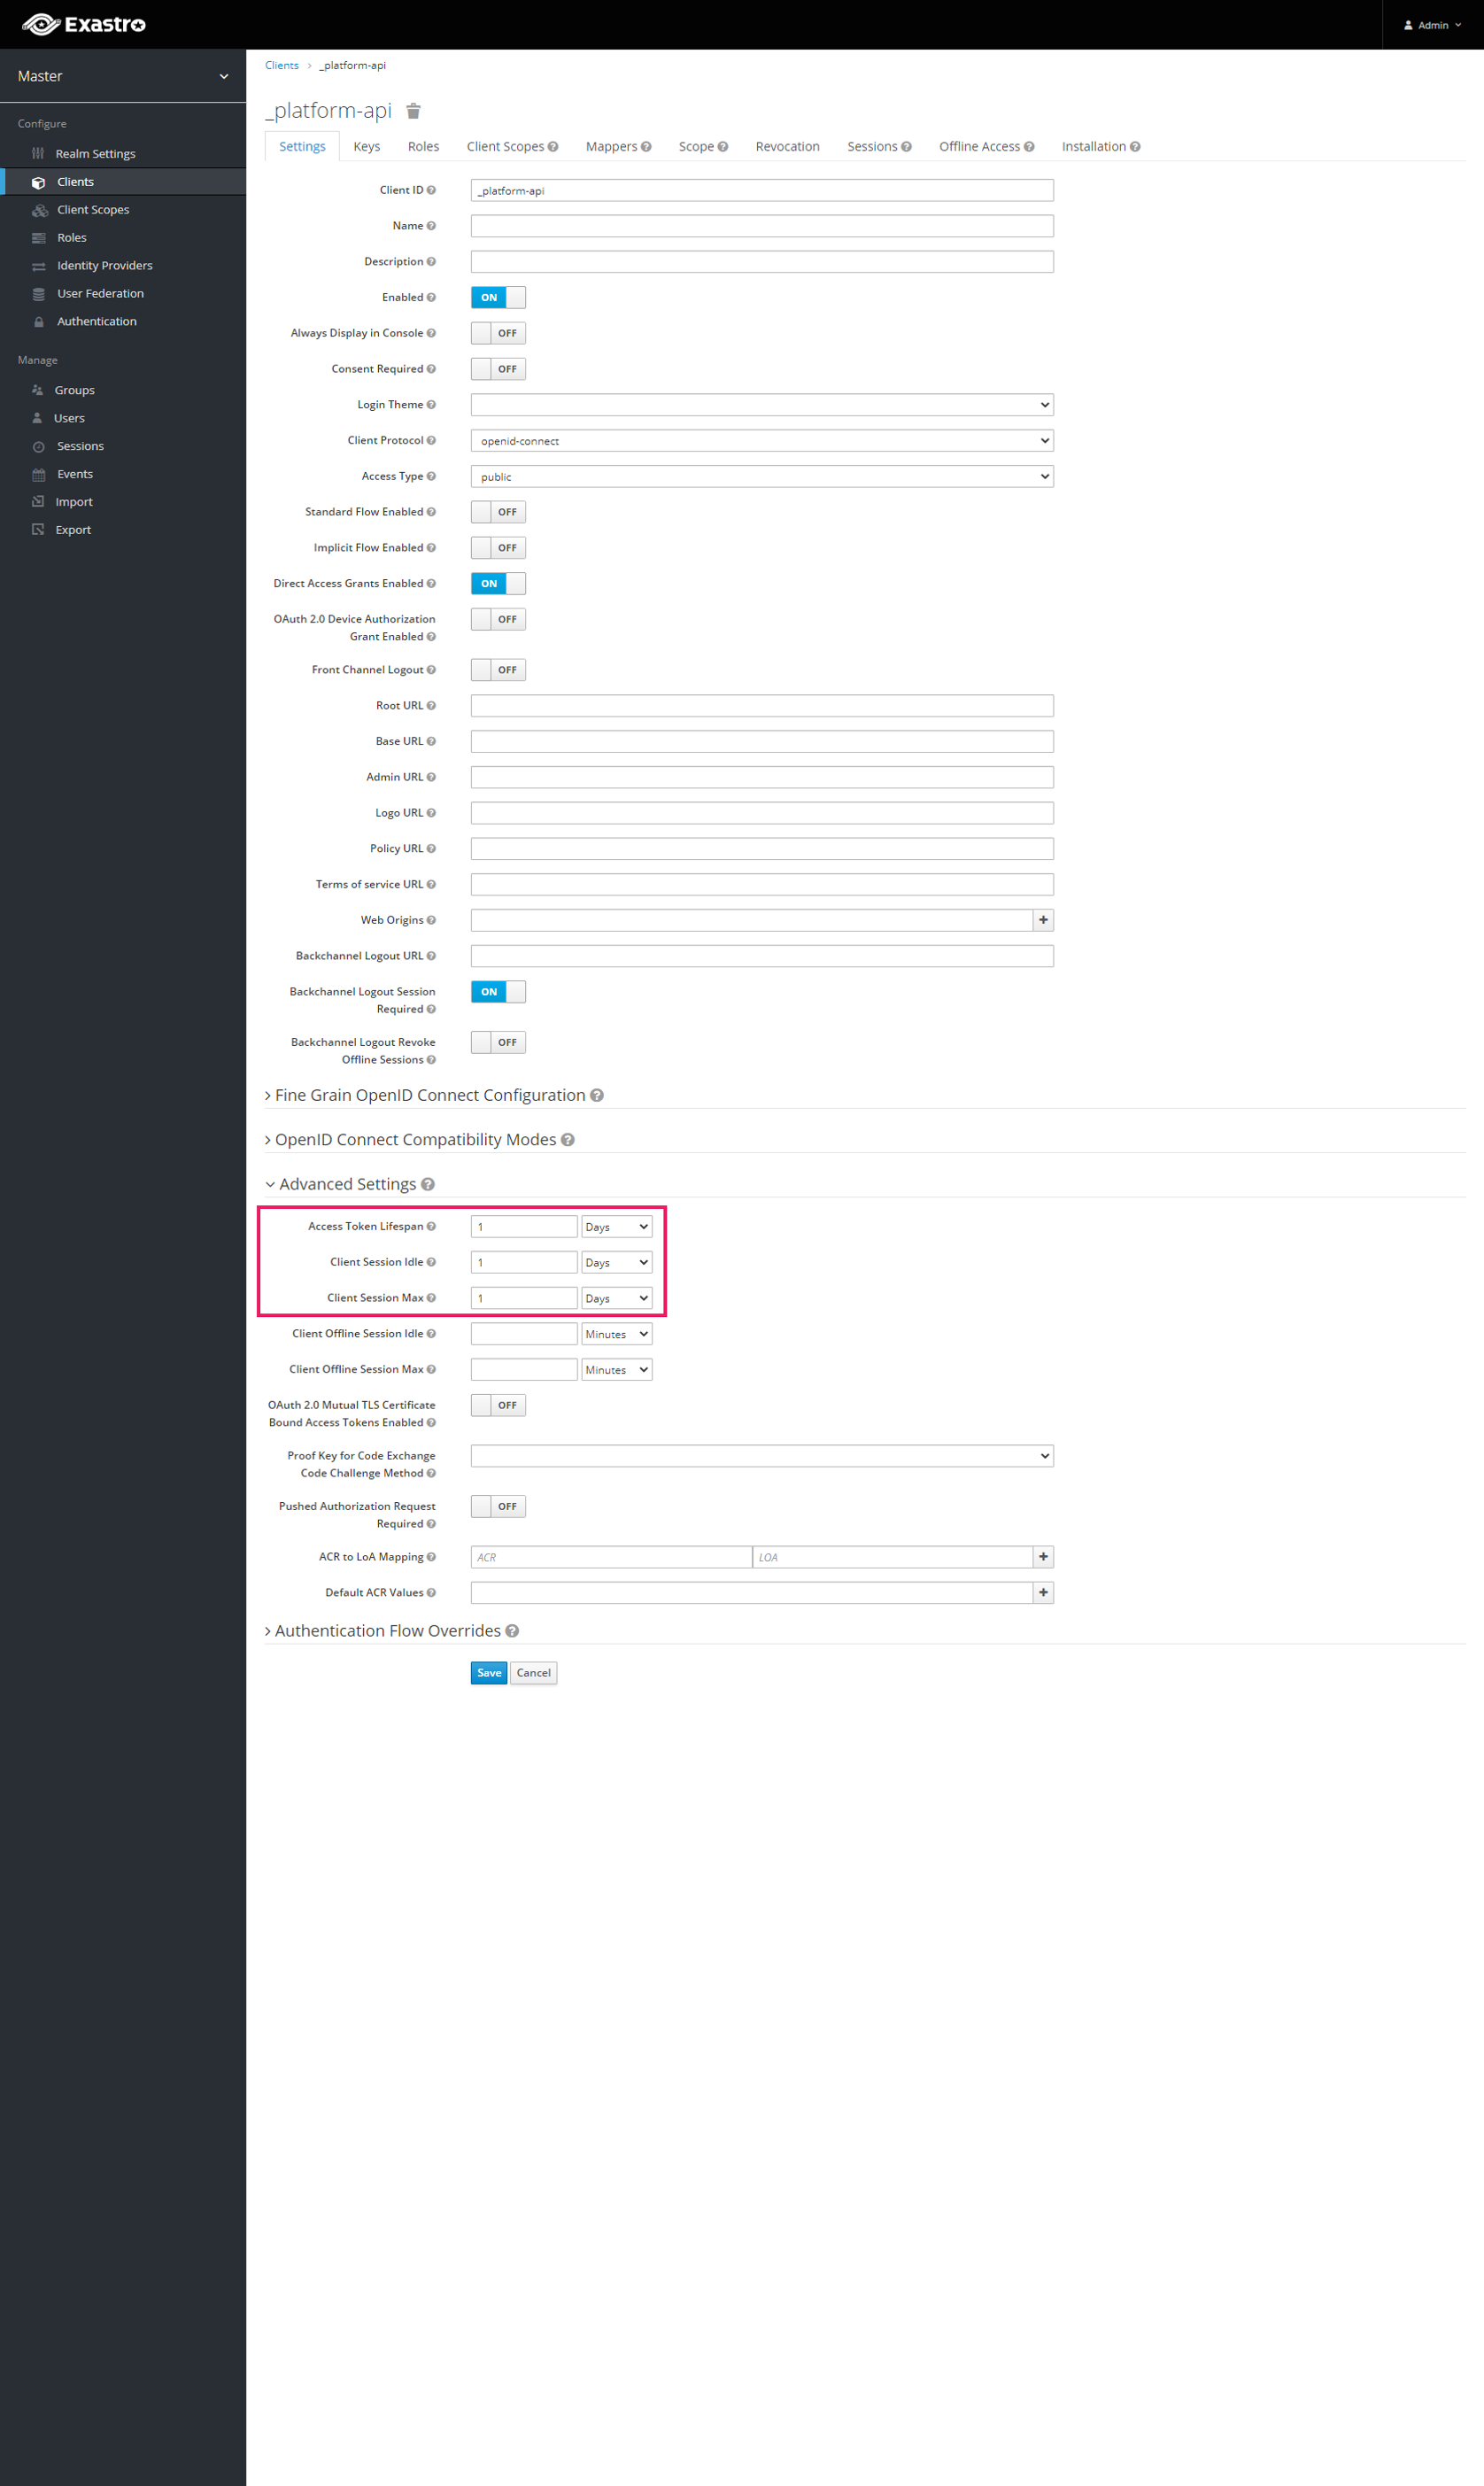 Exastro
Admin
Master
Configure
Realm Settings
Clients
Client Scopes
Roles
Identity Providers
User Federation
Authentication
Manage
Groups
Users
Sessions
Events
Import
Export
Clients > _platform-api
_platform-api
Settings Keys Roles Client Scopes Mappers Scope Revocation Sessions Offline Access Installation
Client ID _platform-api
Name
Description
Enabled ON
Always Display in Console OFF
Consent Required OFF
Login Theme
Client Protocol openid-connect
Access Type public
Standard Flow Enabled OFF
Implicit Flow Enabled OFF
Direct Access Grants Enabled ON
OAuth 2.0 Device Authorization OFF
Grant Enabled
Front Channel Logout OFF
Root URL
Base URL
Admin URL
Logo URL
Policy URL
Terms of service URL
Web Origins +
Backchannel Logout URL
Backchannel Logout Session ON
Required
Backchannel Logout Revoke OFF
Offline Sessions
Fine Grain OpenID Connect Configuration
OpenID Connect Compatibility Modes
Advanced Settings
Access Token Lifespan 1 Days
Client Session Idle 1 Days
Client Session Max 1 Days
Client Offline Session Idle Minutes
Client Offline Session Max Minutes
OAuth 2.0 Mutual TLS Certificate OFF
Bound Access Tokens Enabled
Proof Key for Code Exchange
Code Challenge Method
Pushed Authorization Request OFF
Required
ACR to LoA Mapping ACR LOA +
Default ACR Values +
Authentication Flow Overrides
Save Cancel